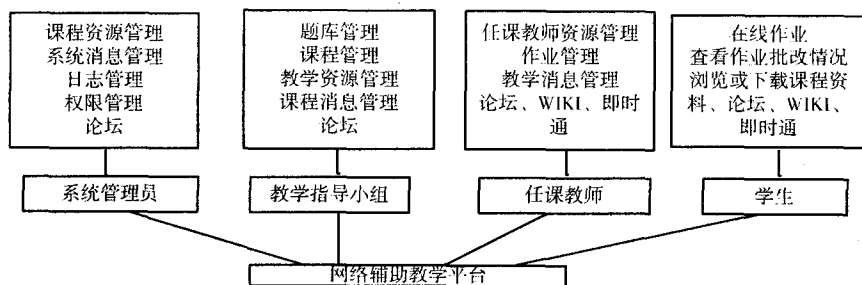 课程资源管理
系统消息管理
日志管理
权限管理
论坛
题库管理
课程管理
教学资源管理
课程消息管理
论坛
任课教师资源管理
作业管理
教学消息管理
论坛、WIKI、即时
通
在线作业
查看作业批改情况
浏览或下载课程资
料、论坛、WIKI、
即时通
系统管理员
教学指导小组
任课教师
学生
网络辅助教学平台